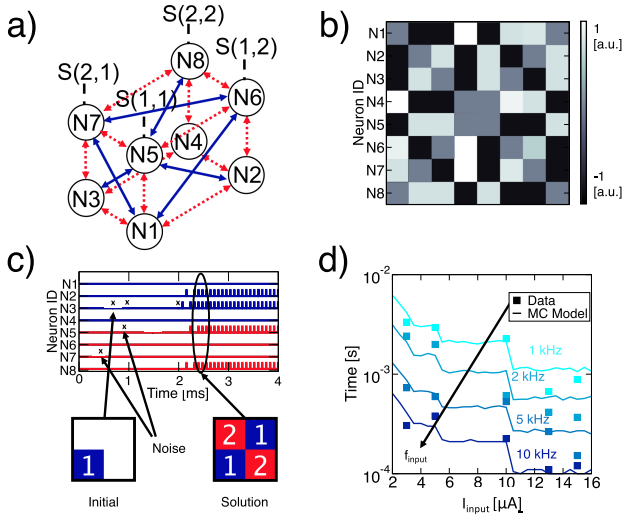 a)
S(2,2)
S(1,2)
S(2,1)
S(1,1)
N8
N6
N7
N4
N5
N2
N3
N1
b)
Neuron ID
N1
N2
N3
N4
N5
N6
N7
N8
1
[a.u.]
-1
[a.u.]
c)
Neuron ID
N1
N2
N3
N4
N5
N6
N7
N8
x x x
x
x
0 1 2 3 4
Time [ms]
Noise
1
2 1
1 2
Initial
Solution
d)
Time [s]
10⁻²
10⁻³
10⁻⁴
Data
MC Model
1 kHz
2 kHz
5 kHz
10 kHz
f_input
2 4 6 8 10 12 14 16
I_input [µA]